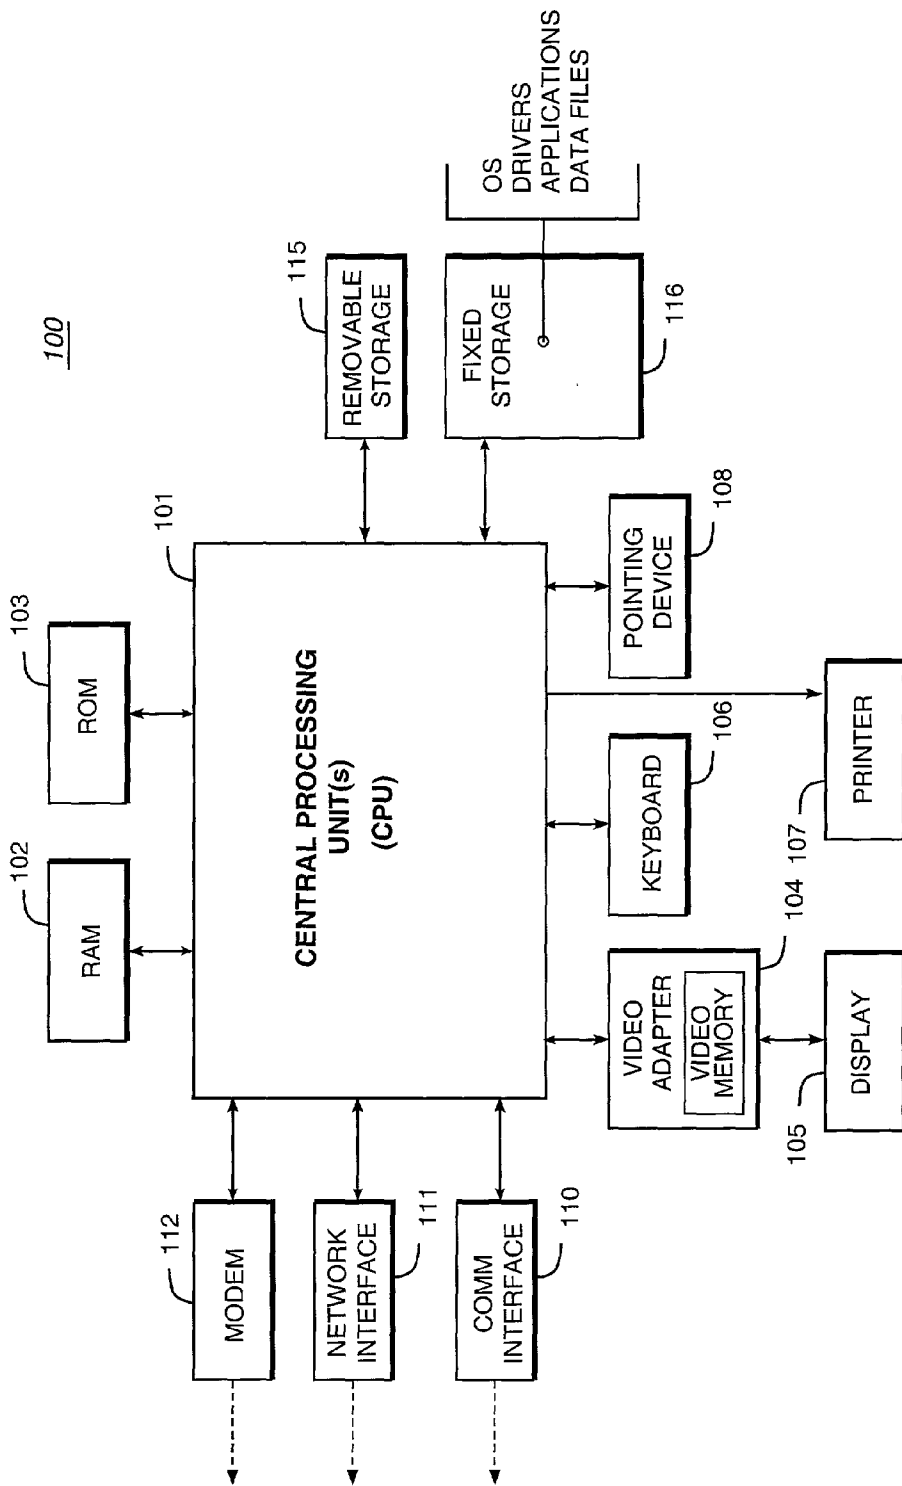 100
102
RAM
103
ROM
101
CENTRAL PROCESSING
UNIT(s)
(CPU)
112
MODEM
NETWORK
INTERFACE
111
COMM
INTERFACE
110
115
REMOVABLE
STORAGE
FIXED
STORAGE
116
OS
DRIVERS
APPLICATIONS
DATA FILES
VIDEO
ADAPTER
VIDEO
MEMORY
104
KEYBOARD
106
POINTING
DEVICE
108
105
DISPLAY
107
PRINTER